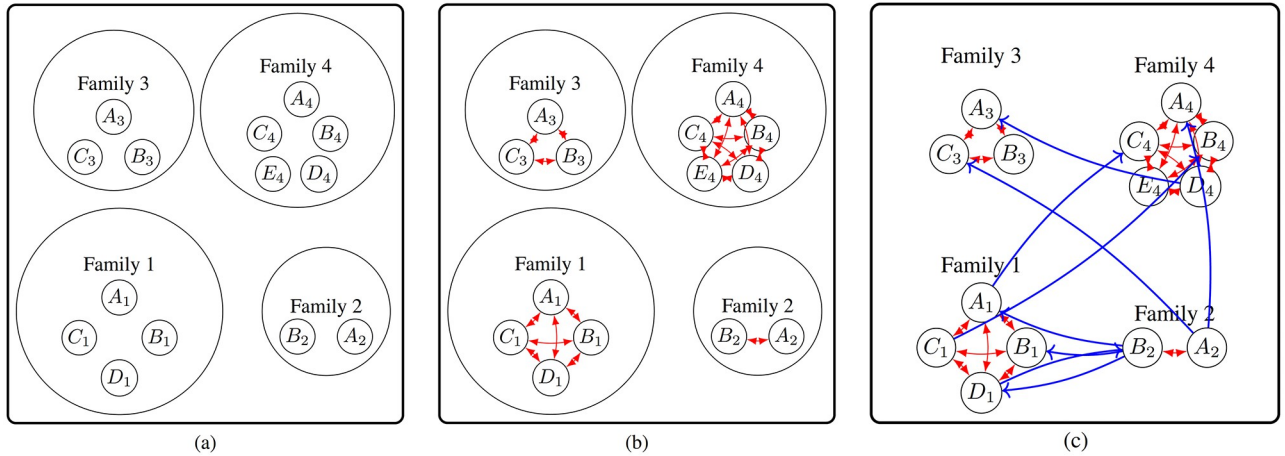 Family 3
A₃
C₃ B₃
Family 4
A₄
C₄ B₄
E₄ D₄
Family 1
A₁
C₁ B₁
D₁
Family 2
B₂ A₂
(a)
Family 3
A₃
C₃ B₃
Family 4
A₄
C₄ B₄
E₄ D₄
Family 1
A₁
C₁ B₁
D₁
Family 2
B₂ A₂
(b)
Family 3
A₃
C₃ B₃
Family 4
A₄
C₄ B₄
E₄ D₄
Family 1
A₁
C₁ B₁
D₁
Family 2
B₂ A₂
(c)